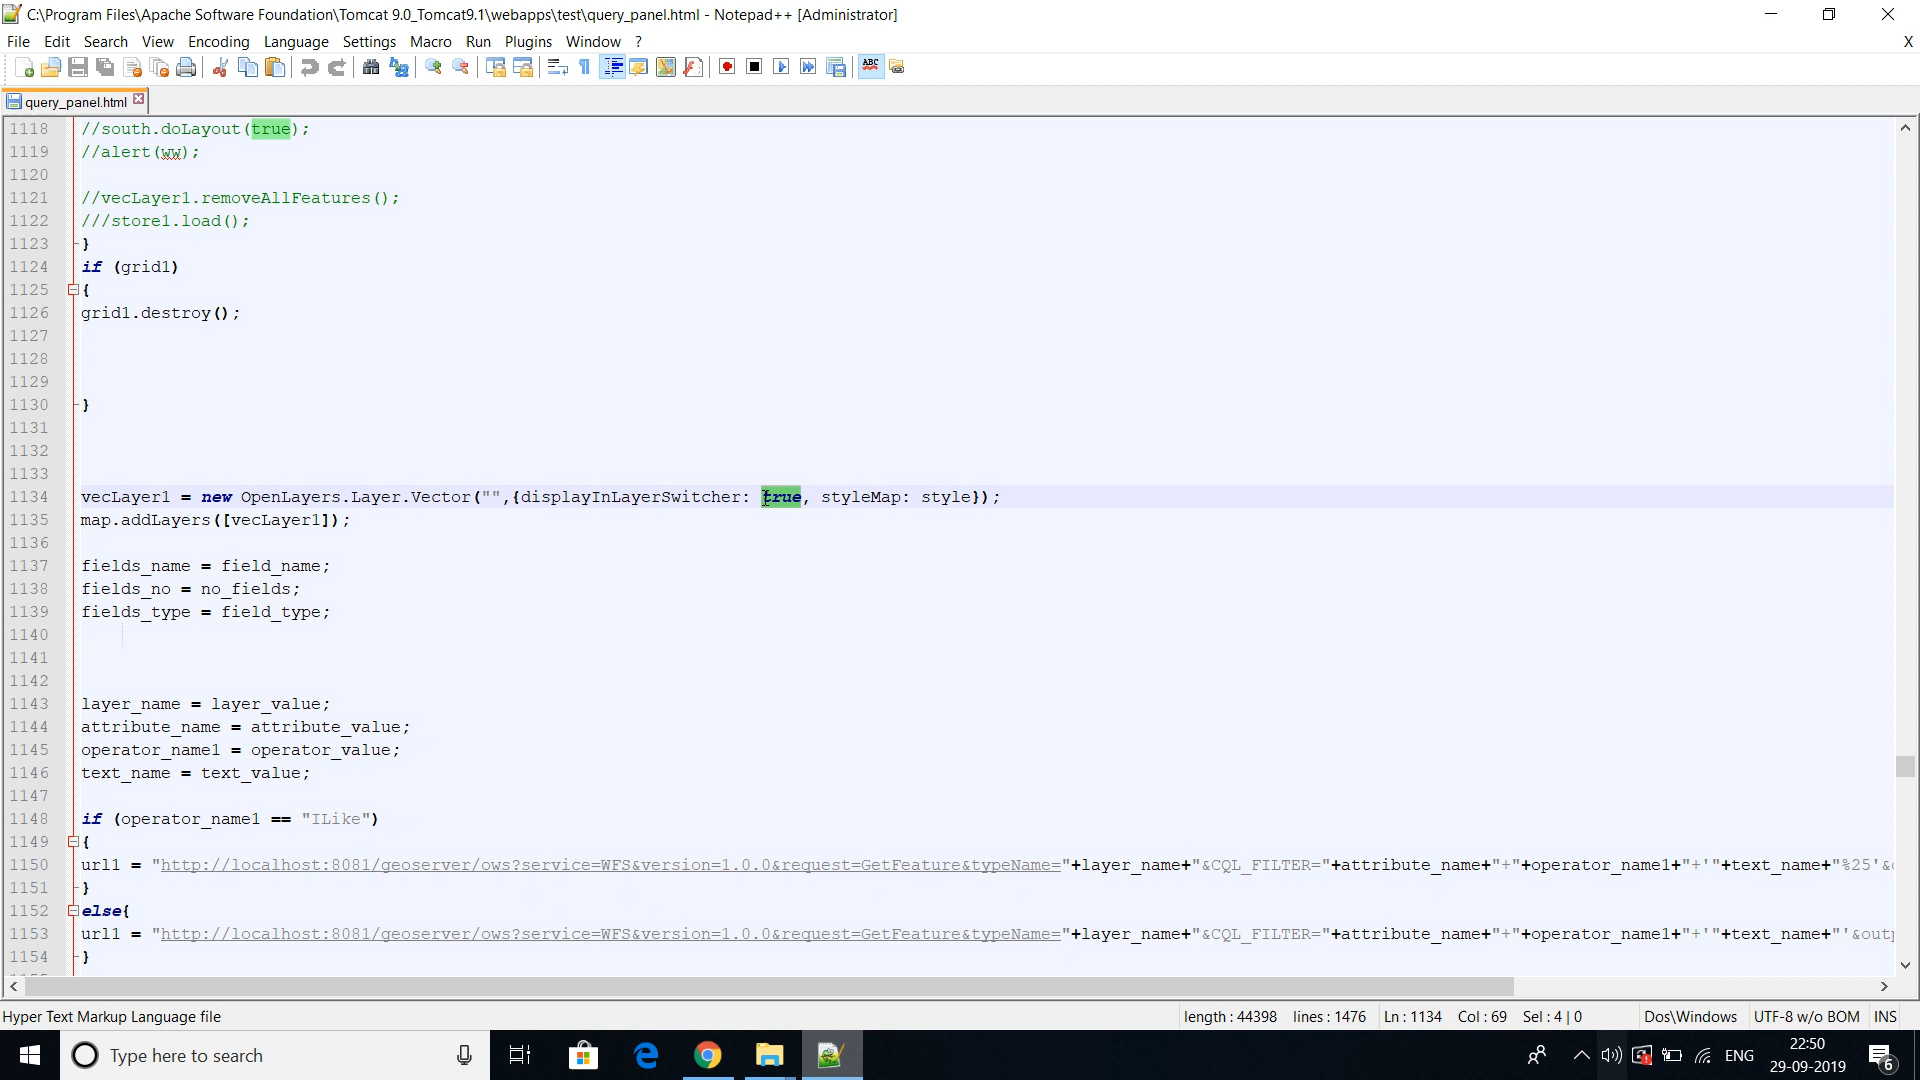 C:\Program Files\Apache Software Foundation\Tomcat 9.0_Tomcat9.1\webapps\test\query_panel.html - Notepad++ [Administrator]
File Edit Search View Encoding Language Settings Macro Run Plugins Window ? X
ABC
query_panel.html
1118 //south.doLayout(true);
1119 //alert(ww);
1120
1121 //vecLayer1.removeAllFeatures();
1122 ///store1.load();
1123 }
1124 if (grid1)
1125 {
1126 grid1.destroy();
1127
1128
1129
1130 }
1131
1132
1133
1134 vecLayer1 = new OpenLayers.Layer.Vector("",{displayInLayerSwitcher: true, styleMap: style});
1135 map.addLayers([vecLayer1]);
1136
1137 fields_name = field_name;
1138 fields_no = no_fields;
1139 fields_type = field_type;
1140
1141
1142
1143 layer_name = layer_value;
1144 attribute_name = attribute_value;
1145 operator_name1 = operator_value;
1146 text_name = text_value;
1147
1148 if (operator_name1 == "ILike")
1149 {
1150 url1 = "http://localhost:8081/geoserver/ows?service=WFS&version=1.0.0&request=GetFeature&typeName="+layer_name+"&CQL_FILTER="+attribute_name+"+"+operator_name1+"+'"+text_name+"%25'&
1151 }
1152 else{
1153 url1 = "http://localhost:8081/geoserver/ows?service=WFS&version=1.0.0&request=GetFeature&typeName="+layer_name+"&CQL_FILTER="+attribute_name+"+"+operator_name1+"+'"+text_name+"'&out
1154 }
Hyper Text Markup Language file length : 44398 lines : 1476 Ln : 1134 Col : 69 Sel : 4 | 0 Dos\Windows UTF-8 w/o BOM INS
Type here to search
ENG
22:50
29-09-2019
6